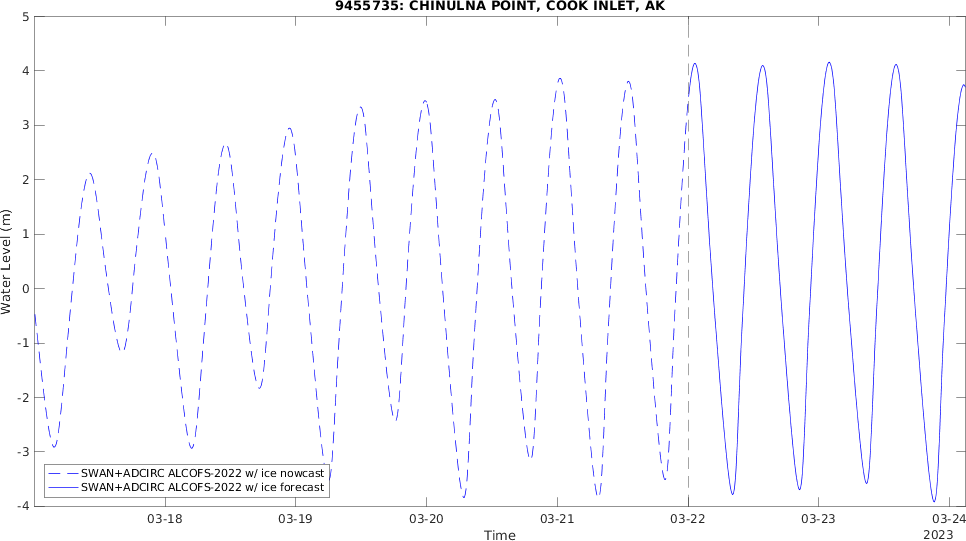 9455735: CHINULNA POINT, COOK INLET, AK
Water Level (m)
5
4
3
2
1
0
-1
-2
-3
-4
SWAN+ADCIRC ALCOFS-2022 w/ ice nowcast
SWAN+ADCIRC ALCOFS-2022 w/ ice forecast
03-18 03-19 03-20 03-21 03-22 03-23 03-24
Time
2023